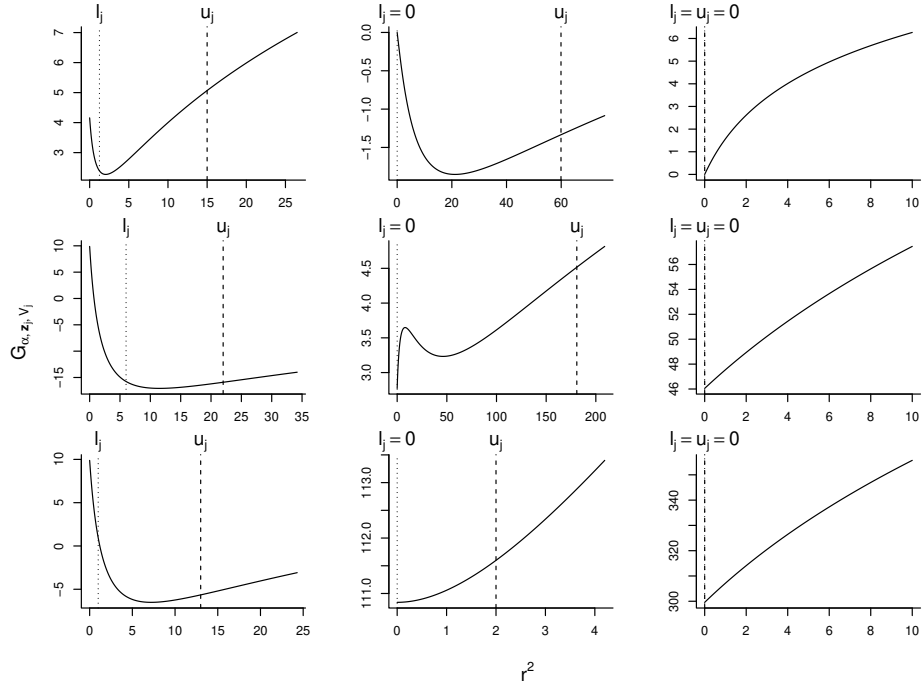 l_j u_j
l_j = 0 u_j
l_j = u_j = 0
7
6
5
4
3
0 5 10 15 20 25
0.0
−0.5
−1.0
−1.5
0 20 40 60
6
5
4
3
2
1
0
0 2 4 6 8 10
l_j u_j
l_j = 0 u_j
l_j = u_j = 0
G_{α, z_j, V_j}
10
5
0
−5
−15
0 5 10 15 20 25 30 35
4.5
4.0
3.5
3.0
0 50 100 150 200
56
54
52
50
48
46
0 2 4 6 8 10
l_j u_j
l_j = 0 u_j
l_j = u_j = 0
10
5
0
−5
0 5 10 15 20 25
113.0
112.0
111.0
0 1 2 3 4
340
320
300
0 2 4 6 8 10
r²